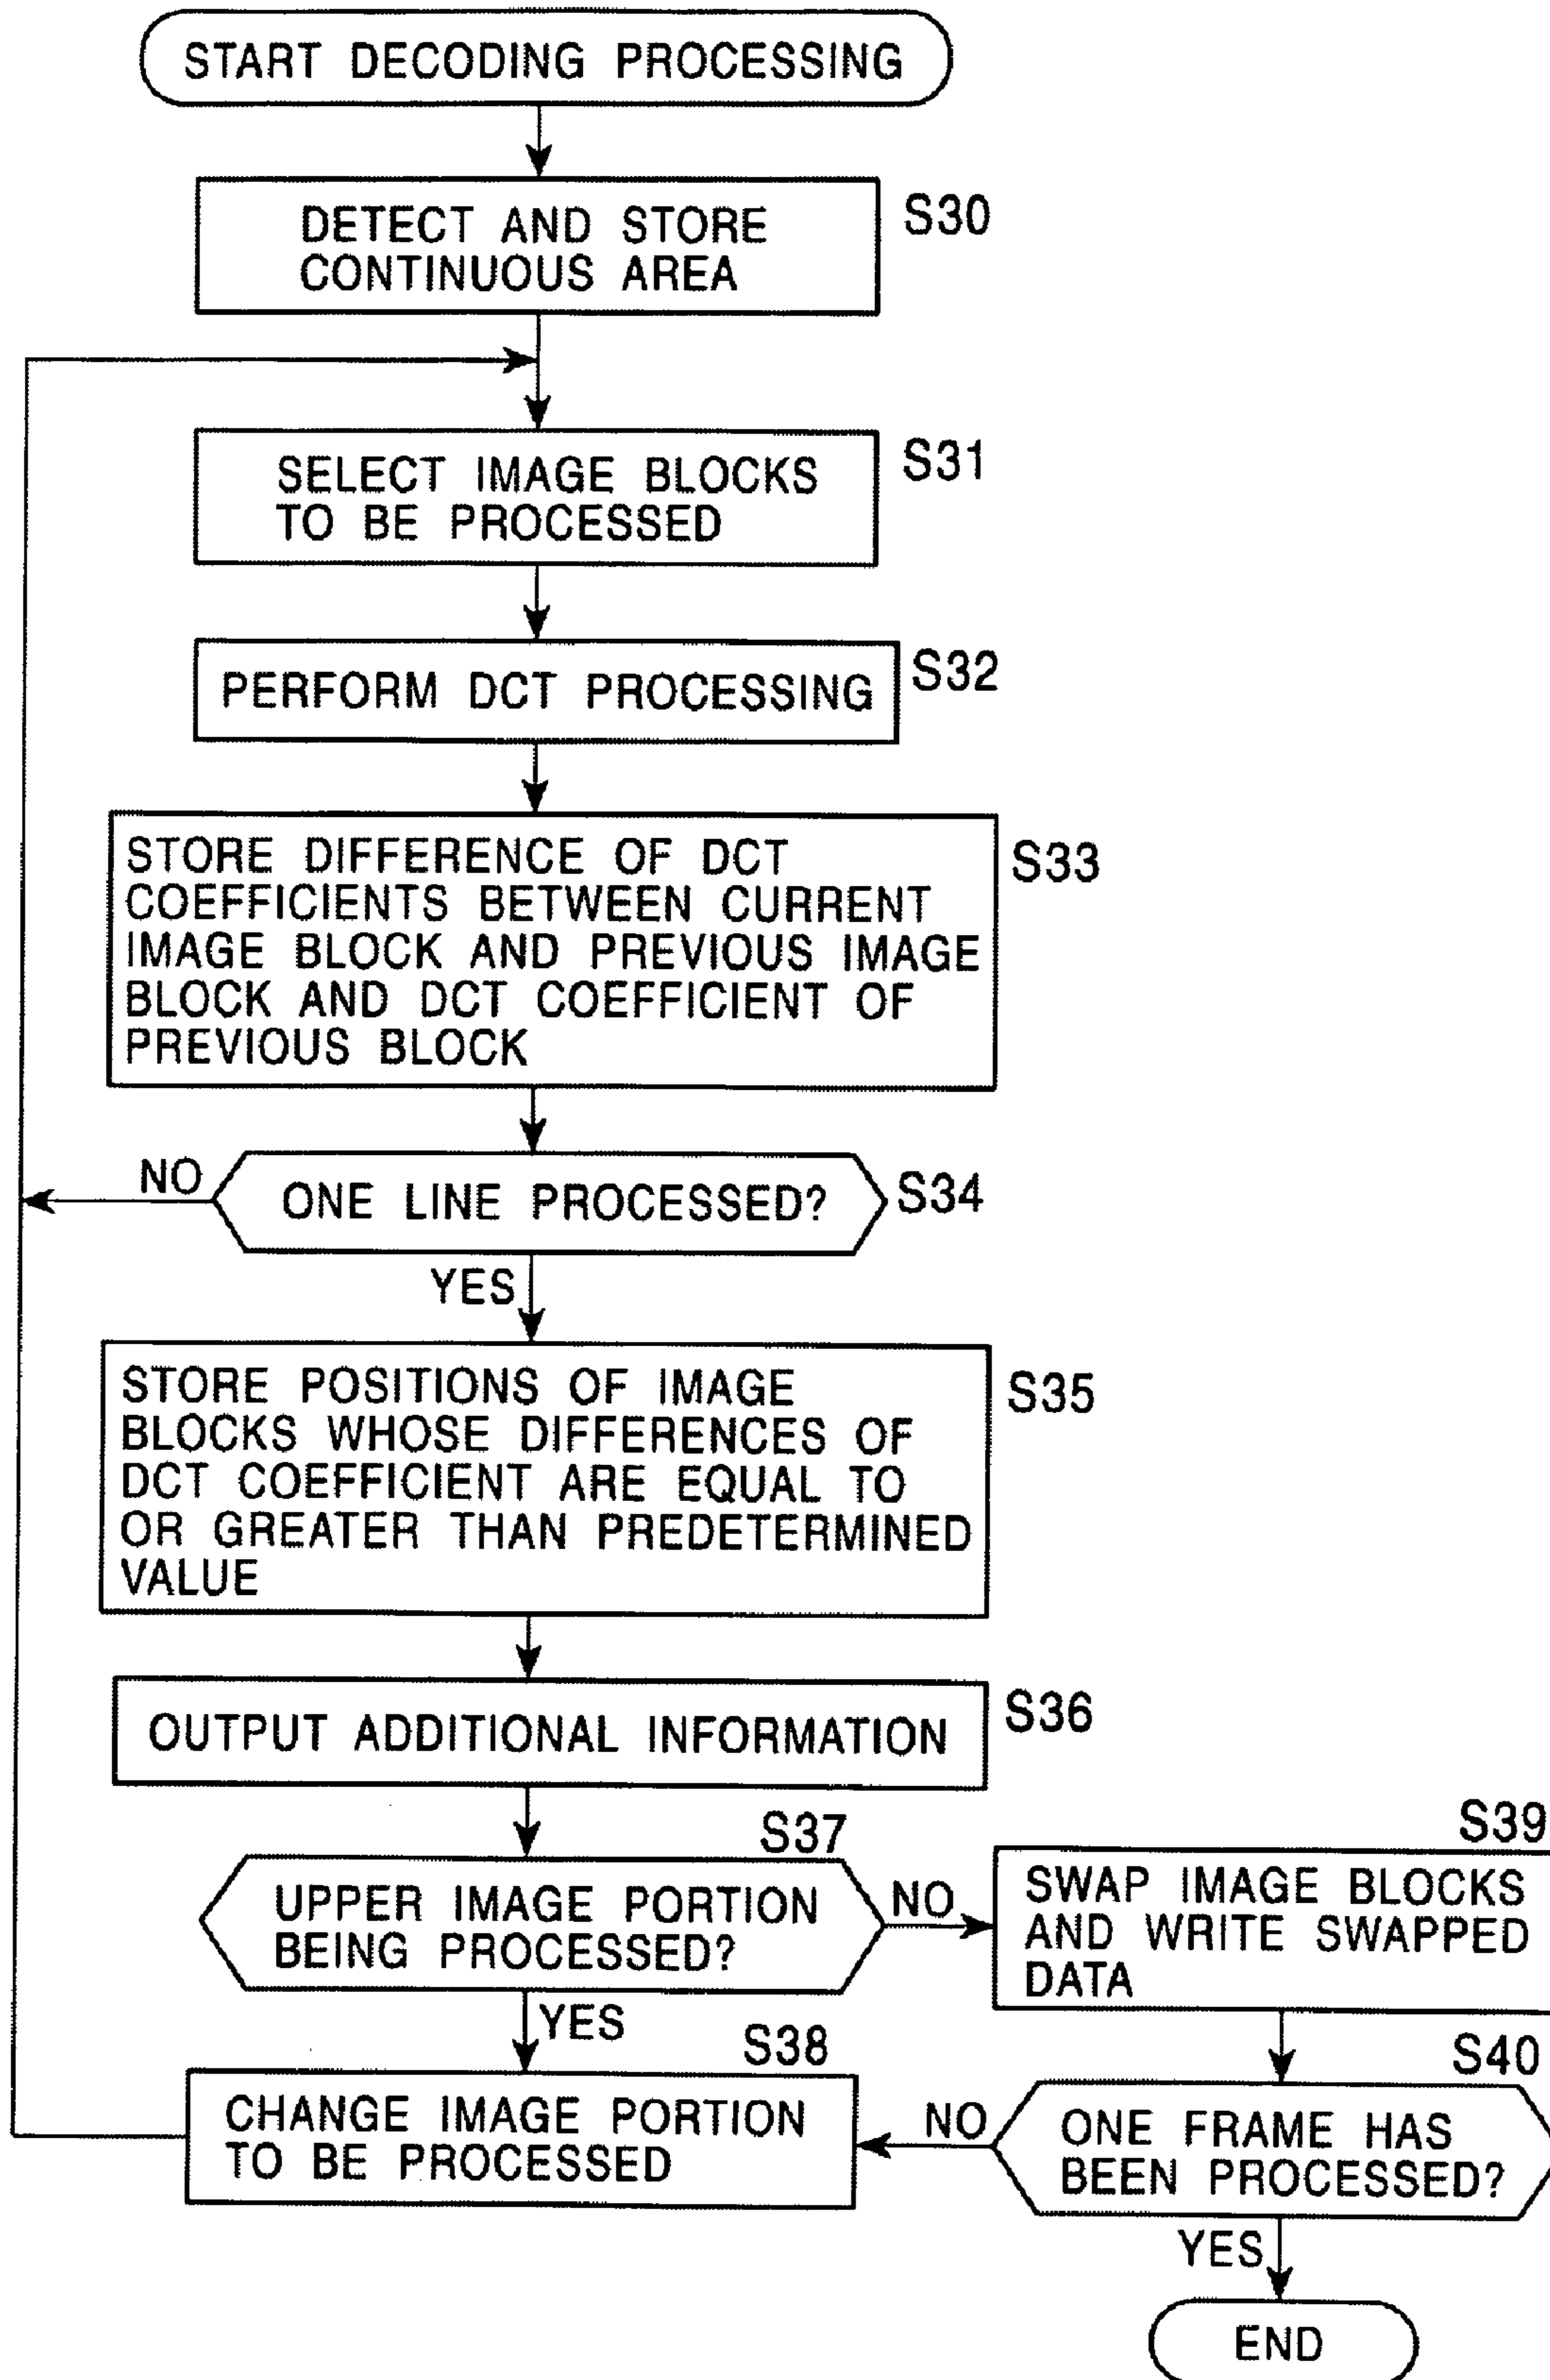 START DECODING PROCESSING
DETECT AND STORE
CONTINUOUS AREA
S30
SELECT IMAGE BLOCKS
TO BE PROCESSED
S31
PERFORM DCT PROCESSING
S32
STORE DIFFERENCE OF DCT
COEFFICIENTS BETWEEN CURRENT
IMAGE BLOCK AND PREVIOUS IMAGE
BLOCK AND DCT COEFFICIENT OF
PREVIOUS BLOCK
S33
NO
ONE LINE PROCESSED?
S34
YES
STORE POSITIONS OF IMAGE
BLOCKS WHOSE DIFFERENCES OF
DCT COEFFICIENT ARE EQUAL TO
OR GREATER THAN PREDETERMINED
VALUE
S35
OUTPUT ADDITIONAL INFORMATION
S36
S37
UPPER IMAGE PORTION
BEING PROCESSED?
NO
S39
SWAP IMAGE BLOCKS
AND WRITE SWAPPED
DATA
YES
S38
CHANGE IMAGE PORTION
TO BE PROCESSED
NO
S40
ONE FRAME HAS
BEEN PROCESSED?
YES
END